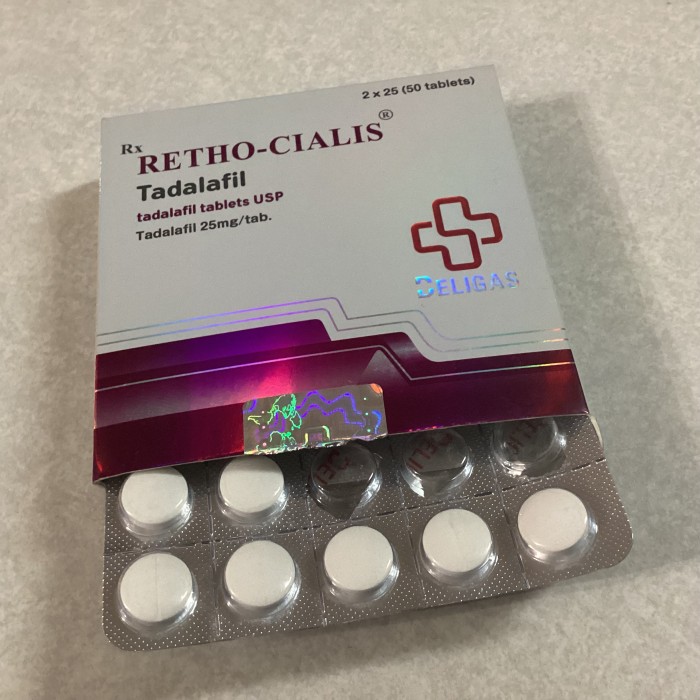 2 x 25 (50 tablets)
Rx
RETHO-CIALIS®
Tadalafil
tadalafil tablets USP
Tadalafil 25mg/tab.
DELIGAS